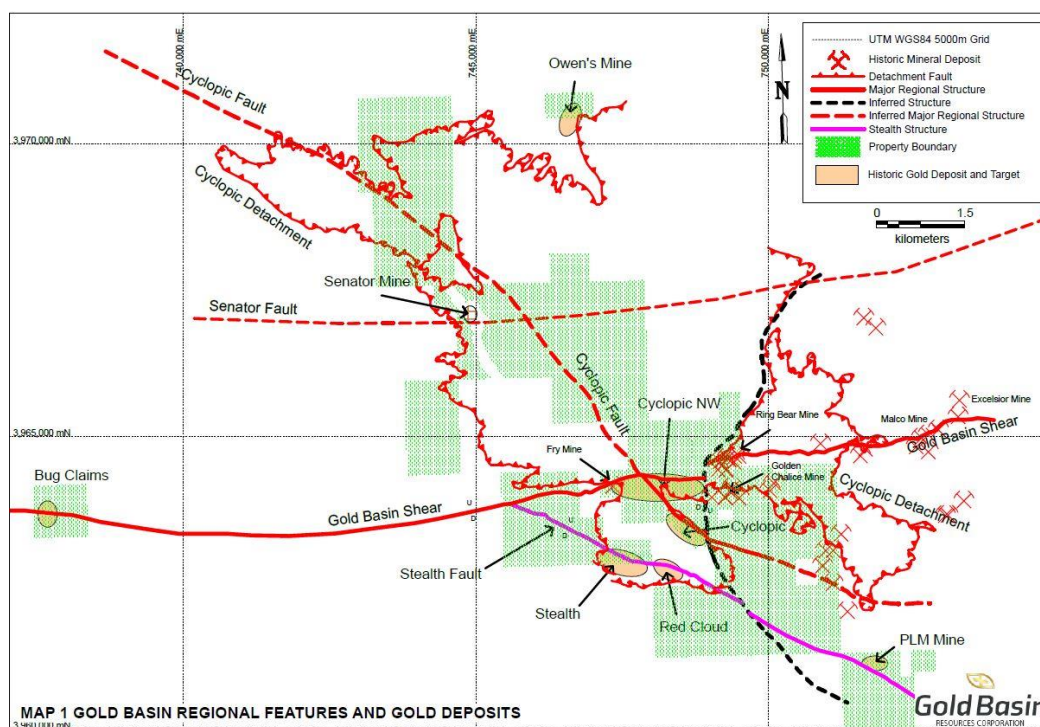 740,000 mE
745,000 mE
750,000 mE
UTM WGS84 5000m Grid
Historic Mineral Deposit
Detachment Fault
Major Regional Structure
Inferred Structure
Inferred Major Regional Structure
Stealth Structure
Property Boundary
Historic Gold Deposit and Target
N
0 1.5
kilometers
Owen's Mine
Cyclopic Fault
3,970,000 mN
Cyclopic
Detachment
Senator Mine
Senator Fault
Cyclopic Fault
Cyclopic NW
Ring Bear Mine
Excelsior Mine
Malco Mine
Gold Basin Shear
3,965,000 mN
Fry Mine
Golden
Chalice Mine
Bug Claims
Cyclopic
Detachment
Gold Basin Shear
U
D
U
D
D U
Cyclopic
Stealth Fault
Stealth
Red Cloud
PLM Mine
3,960,000 mN
MAP 1 GOLD BASIN REGIONAL FEATURES AND GOLD DEPOSITS
Gold Basin
RESOURCES CORPORATION